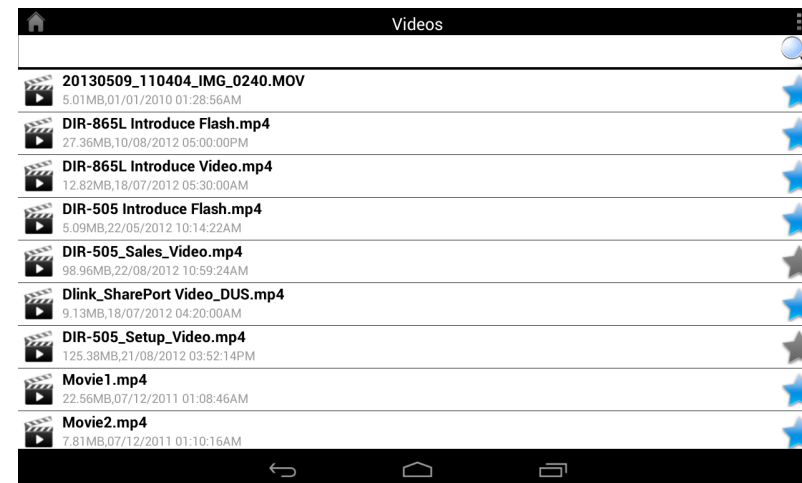 Videos
20130509_110404_IMG_0240.MOV
5.01MB,01/01/2010 01:28:56AM
DIR-865L Introduce Flash.mp4
27.36MB,10/08/2012 05:00:00PM
DIR-865L Introduce Video.mp4
12.82MB,18/07/2012 05:30:00AM
DIR-505 Introduce Flash.mp4
5.09MB,22/05/2012 10:14:22AM
DIR-505_Sales_Video.mp4
98.96MB,22/08/2012 10:59:24AM
Dlink_SharePort Video_DUS.mp4
9.13MB,18/07/2012 04:20:00AM
DIR-505_Setup_Video.mp4
125.38MB,21/08/2012 03:52:14PM
Movie1.mp4
22.56MB,07/12/2011 01:08:46AM
Movie2.mp4
7.81MB,07/12/2011 01:10:16AM